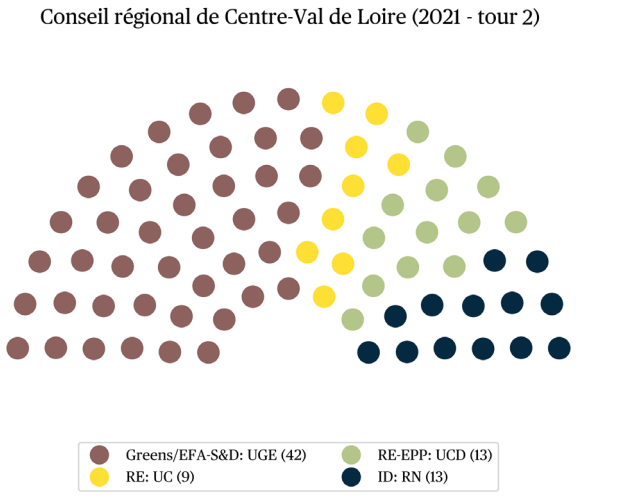 Conseil régional de Centre-Val de Loire (2021 - tour 2)
Greens/EFA-S&D: UGE (42)
RE: UC (9)
RE-EPP: UCD (13)
ID: RN (13)